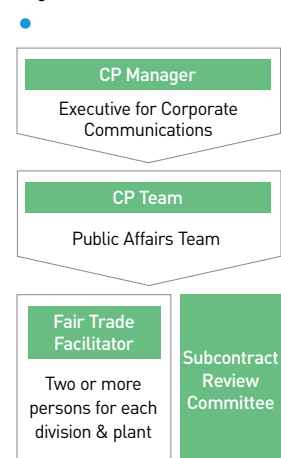 CP Manager
Executive for Corporate
Communications
CP Team
Public Affairs Team
Fair Trade
Facilitator
Two or more
persons for each
division & plant
Subcontract
Review
Committee